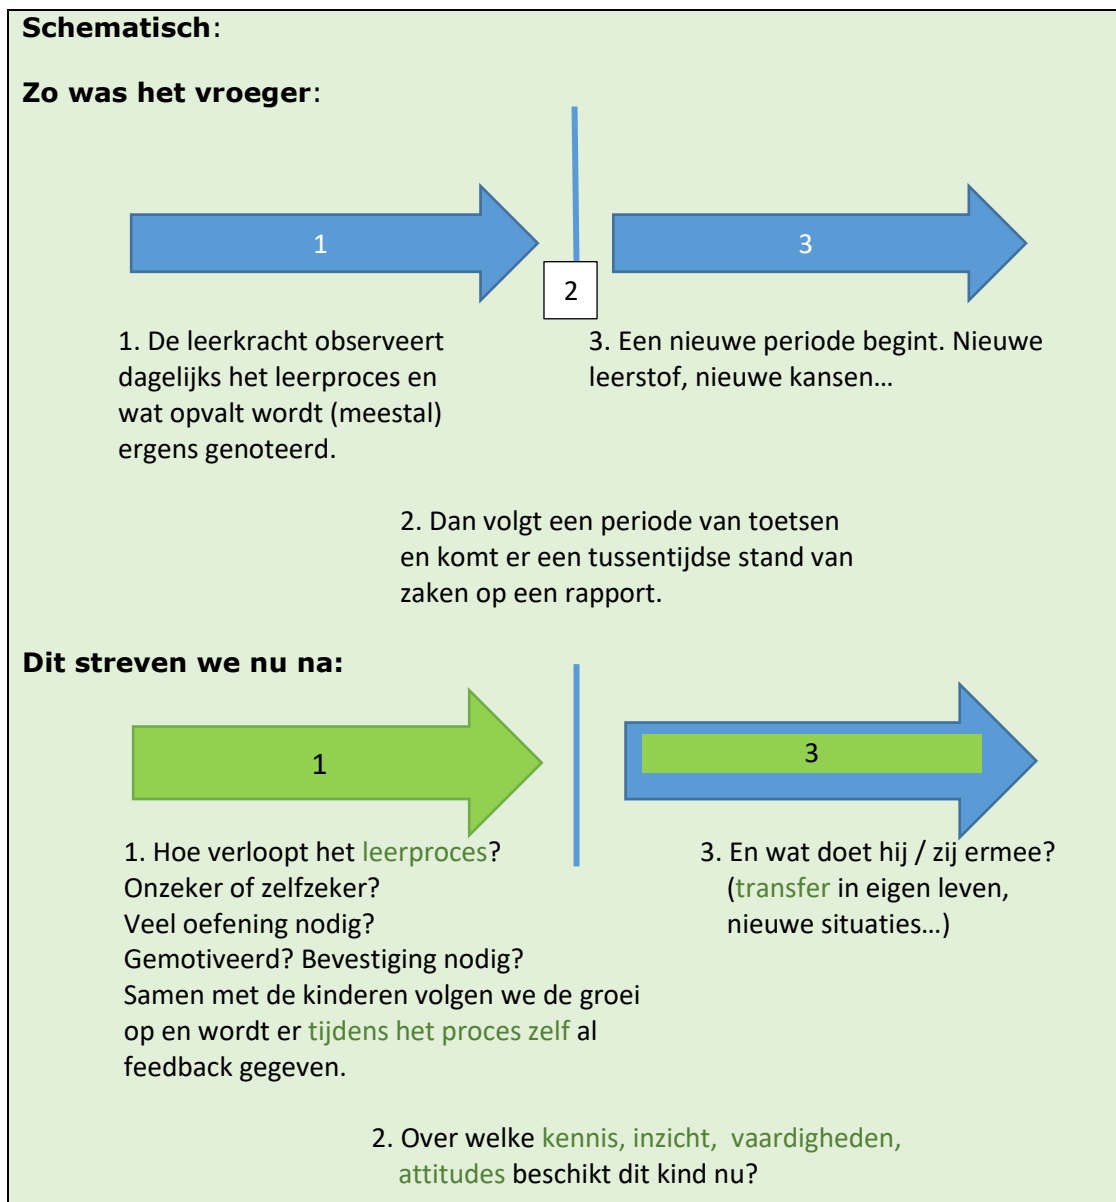 Schematisch:
Zo was het vroeger:
1
3
2
1. De leerkracht observeert
dagelijks het leerproces en
wat opvalt wordt (meestal)
ergens genoteerd.
3. Een nieuwe periode begint. Nieuwe
leerstof, nieuwe kansen…
2. Dan volgt een periode van toetsen
en komt er een tussentijdse stand van
zaken op een rapport.
Dit streven we nu na:
1
3
1. Hoe verloopt het leerproces?
Onzeker of zelfzeker?
Veel oefening nodig?
Gemotiveerd? Bevestiging nodig?
Samen met de kinderen volgen we de groei
op en wordt er tijdens het proces zelf al
feedback gegeven.
3. En wat doet hij / zij ermee?
(transfer in eigen leven,
nieuwe situaties…)
2. Over welke kennis, inzicht, vaardigheden,
attitudes beschikt dit kind nu?